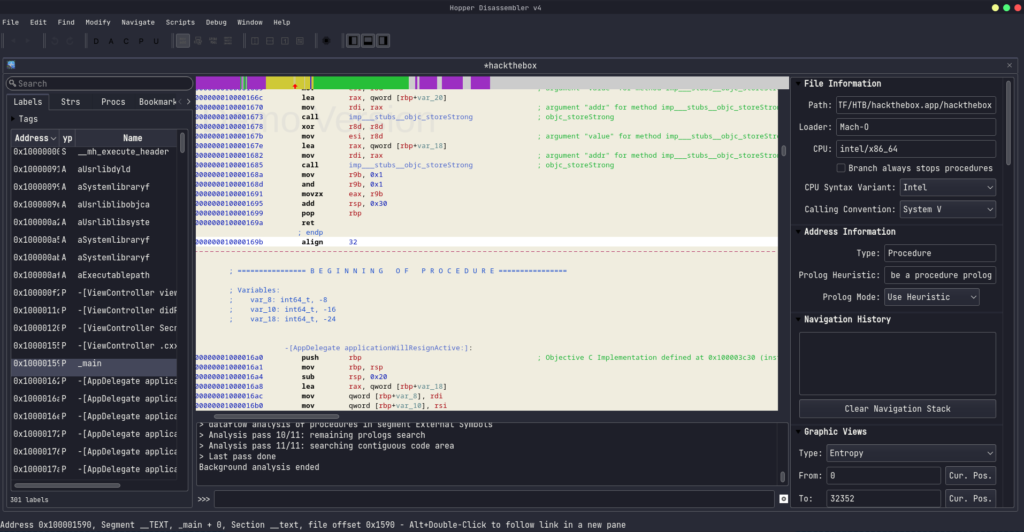 Hopper Disassembler v4
File Edit Find Modify Navigate Scripts Debug Window Help
D A C P U
*hackthebox
Search
Labels Strs Procs Bookmark
Tags
Address yp Name
0x1000000 S __mh_execute_header
0x1000009 A aUsrlibdyld
0x1000009 A aSystemlibraryf
0x1000009 A aUsrliblibobjca
0x100000a A aUsrliblibsyste
0x100000a A aSystemlibraryf
0x100000a A aSystemlibraryf
0x100000a A aExecutablepath
0x100000f P -[ViewController view
0x1000011 P -[ViewController didF
0x1000012 P -[ViewController Secr
0x1000015 P -[ViewController .cxx
0x1000015 P _main
0x1000016 P -[AppDelegate applica
0x100001 P -[AppDelegate applica
0x100001 P -[AppDelegate applica
0x1000017 P -[AppDelegate applica
0x1000017 P -[AppDelegate applica
0x1000017 P -[AppDelegate applica
301 labels
000000010000166c lea rax, qword [rbp+var_20]
0000000100001670 mov rdi, rax ; argument "addr" for method imp___stubs__objc_storeStrong
0000000100001673 call imp___stubs__objc_storeStrong ; objc_storeStrong
0000000100001678 xor r8d, r8d
000000010000167b mov esi, r8d ; argument "value" for method imp___stubs__objc_storeStro
000000010000167e lea rax, qword [rbp+var_18]
0000000100001682 mov rdi, rax ; argument "addr" for method imp___stubs__objc_storeStron
0000000100001685 call imp___stubs__objc_storeStrong ; objc_storeStrong
000000010000168a mov r9b, 0x1
000000010000168d and r9b, 0x1
0000000100001691 movzx eax, r9b
0000000100001695 add rsp, 0x30
0000000100001699 pop rbp
000000010000169a ret
; endp
000000010000169b align 32
; ================ B E G I N N I N G O F P R O C E D U R E ================
; Variables:
; var_8: int64_t, -8
; var_10: int64_t, -16
; var_18: int64_t, -24
-[AppDelegate applicationWillResignActive:]:
00000001000016a0 push rbp ; Objective C Implementation defined at 0x100003c30 (ins
00000001000016a1 mov rbp, rsp
00000001000016a4 sub rsp, 0x20
00000001000016a8 lea rax, qword [rbp+var_18]
00000001000016ac mov qword [rbp+var_8], rdi
00000001000016b0 mov qword [rbp+var_10], rsi
> dataflow analysis of procedures in segment External Symbols
> Analysis pass 10/11: remaining prologs search
> Analysis pass 11/11: searching contiguous code area
> Last pass done
Background analysis ended
>>>
File Information
Path: TF/HTB/hackthebox.app/hackthebox
Loader: Mach-O
CPU: intel/x86_64
Branch always stops procedures
CPU Syntax Variant: Intel
Calling Convention: System V
Address Information
Type: Procedure
Prolog Heuristic: be a procedure prolog
Prolog Mode: Use Heuristic
Navigation History
Clear Navigation Stack
Graphic Views
Type: Entropy
From: 0 Cur. Pos.
To: 32352 Cur. Pos.
Address 0x100001590, Segment __TEXT, _main + 0, Section __text, file offset 0x1590 - Alt+Double-Click to follow link in a new pane